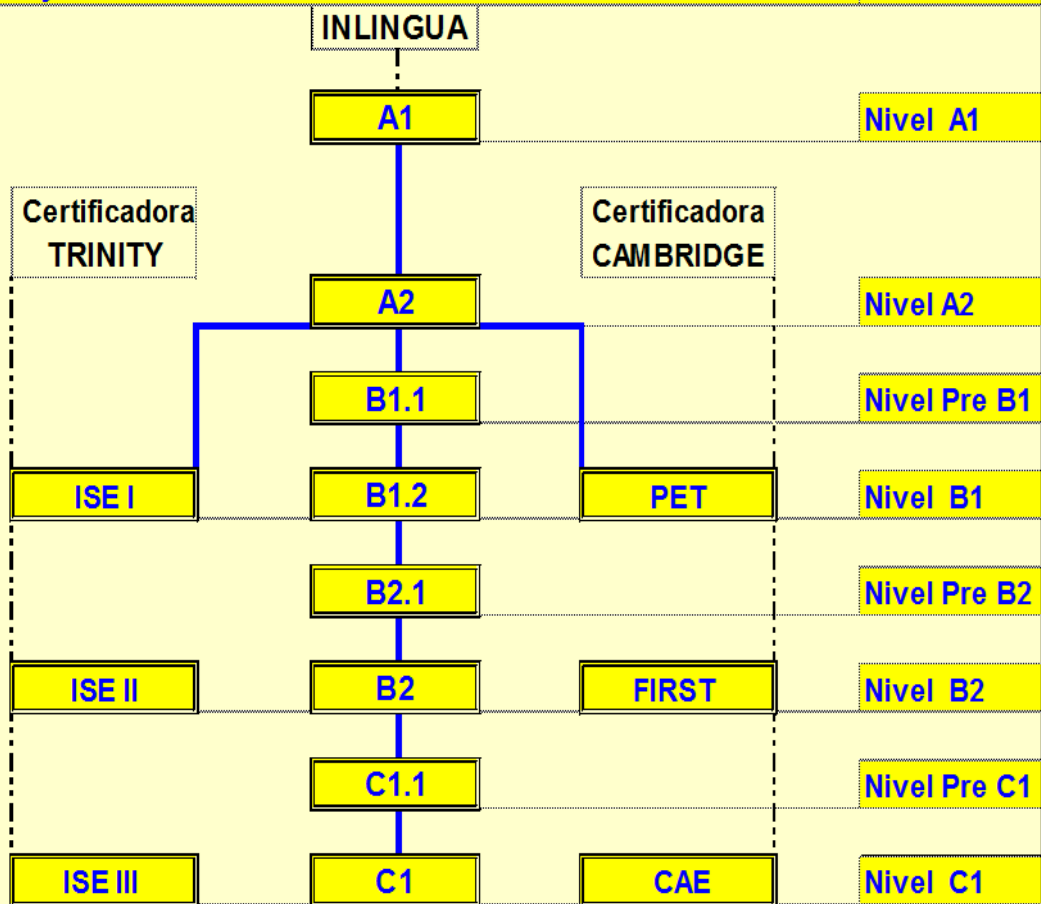 INLINGUA
A1
Nivel A1
Certificadora
TRINITY
Certificadora
CAMBRIDGE
A2
Nivel A2
B1.1
Nivel Pre B1
ISE I
B1.2
PET
Nivel B1
B2.1
Nivel Pre B2
ISE II
B2
FIRST
Nivel B2
C1.1
Nivel Pre C1
ISE III
C1
CAE
Nivel C1